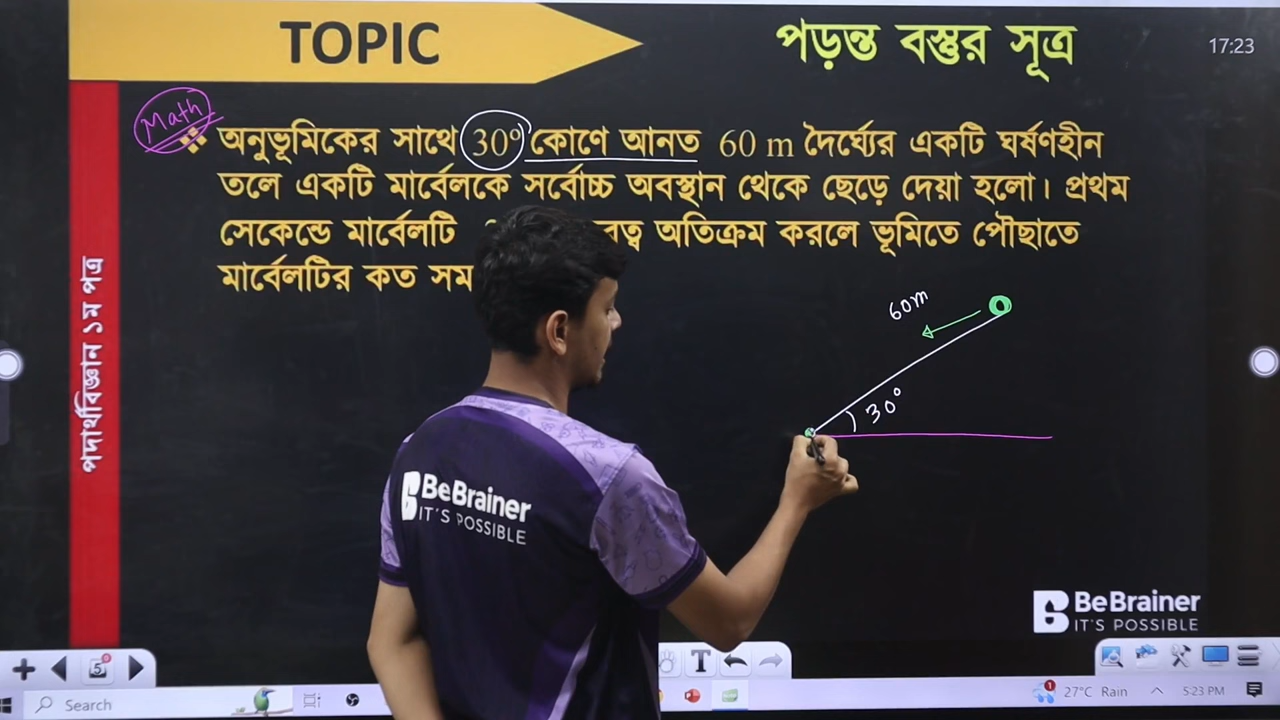 TOPIC
পড়ন্ত বস্তুর সূত্র
17:23
Math
অনুভূমিকের সাথে 30° কোণে আনত 60 m দৈর্ঘ্যের একটি ঘর্ষণহীন
তলে একটি মার্বেলকে সর্বোচ্চ অবস্থান থেকে ছেড়ে দেয়া হলো। প্রথম
সেকেন্ডে মার্বেলটি অতিক্রম করলে ভূমিতে পৌছাতে
মার্বেলটির কত
60m
30°
পদার্থবিজ্ঞান ১ম পত্র
BeBrainer
IT'S POSSIBLE
BeBrainer
IT'S POSSIBLE
5
T
Search
1
27°C Rain
5:23 PM